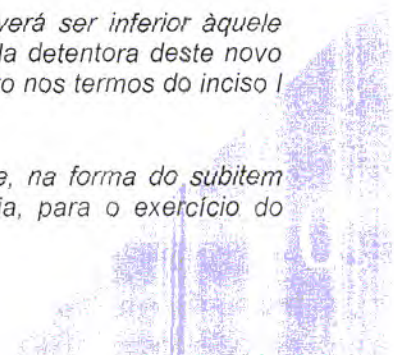 verá ser inferior àquele
da detentora deste novo
o nos termos do inciso I
e, na forma do subitem
ia, para o exercício do